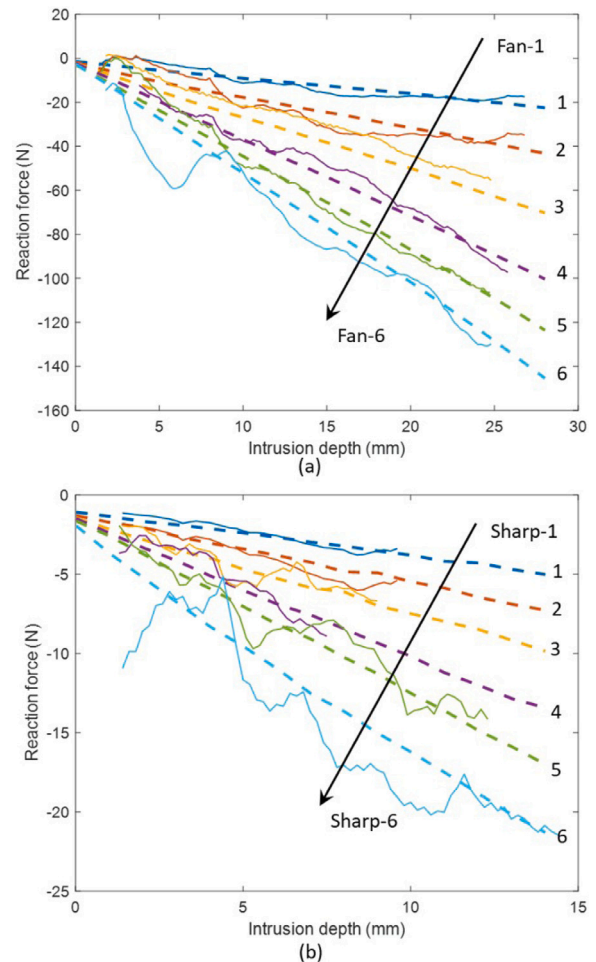 20
0
-20
-40
-60
-80
-100
-120
-140
-160
0 5 10 15 20 25 30
Reaction force (N)
Intrusion depth (mm)
Fan-1
Fan-6
1
2
3
4
5
6
(a)
0
-5
-10
-15
-20
-25
0 5 10 15
Reaction force (N)
Intrusion depth (mm)
Sharp-1
Sharp-6
1
2
3
4
5
6
(b)